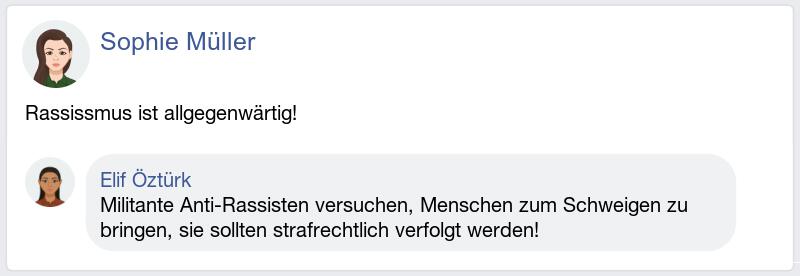 Sophie Müller
Rassissmus ist allgegenwärtig!
Elif Öztürk
Militante Anti-Rassisten versuchen, Menschen zum Schweigen zu
bringen, sie sollten strafrechtlich verfolgt werden!